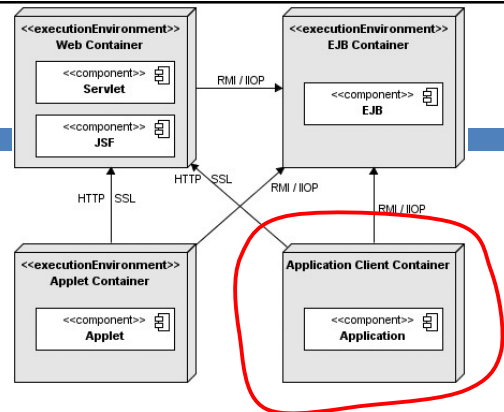 <<executionEnvironment>>
Web Container
<<component>>
Servlet
<<component>>
JSF
RMI / IIOP
<<executionEnvironment>>
EJB Container
<<component>>
EJB
HTTP SSL
HTTP SSL
RMI / IIOP
RMI / IIOP
<<executionEnvironment>>
Applet Container
<<component>>
Applet
Application Client Container
<<component>>
Application